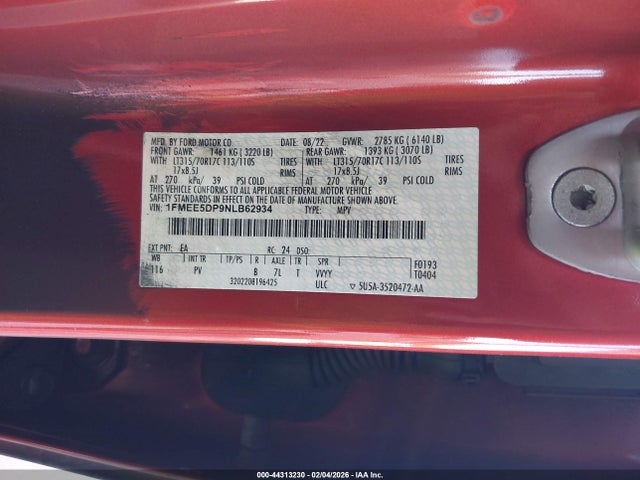 MFD. BY FORD MOTOR CO. DATE: 08/22 GVWR: 2785 KG ( 6140 LB)
FRONT GAWR: 1461 KG ( 3220 LB) REAR GAWR: 1393 KG ( 3070 LB)
WITH LT315/70R17C 113/110S TIRES WITH LT315/70R17C 113/110S TIRES
17x8.5J RIMS 17x8.5J RIMS
AT 270 kPa/ 39 PSI COLD AT 270 kPa/ 39 PSI COLD
THIS VEHICLE CONFORMS TO ALL APPLICABLE FEDERAL MOTOR VEHICLE
SAFETY STANDARDS IN EFFECT ON THE DATE OF MANUFACTURE SHOWN ABOVE.
VIN: 1FMEE5DP9NLB62934 TYPE: MPV
EXT PNT: EA RC: 24 DSO:
WB INT TR TP/PS R AXLE TR SPR F0193
116 PV B 7L T VVYY T0404
3202208196425 ULC ▽ 5U5A-3520472-AA
000-44313230 - 02/04/2026 - IAA Inc.